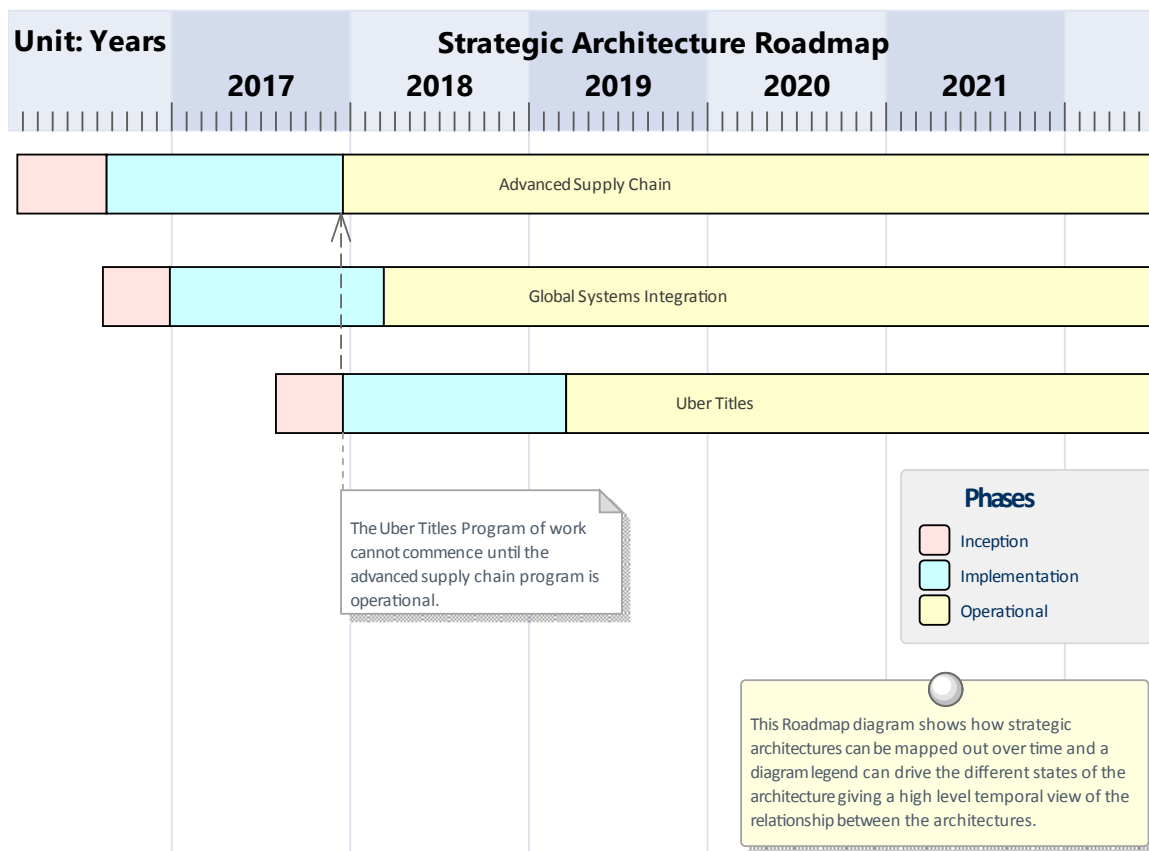 Unit: Years
Strategic Architecture Roadmap
2017 2018 2019 2020 2021
Advanced Supply Chain
Global Systems Integration
Uber Titles
The Uber Titles Program of work
cannot commence until the
advanced supply chain program is
operational.
Phases
Inception
Implementation
Operational
This Roadmap diagram shows how strategic
architectures can be mapped out over time and a
diagram legend can drive the different states of the
architecture giving a high level temporal view of the
relationship between the architectures.